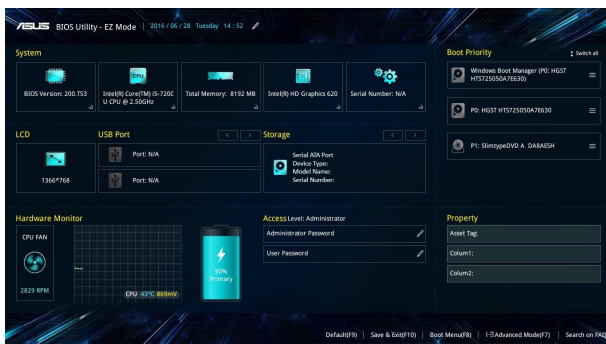 ASUS BIOS Utility - EZ Mode 2016 / 06 / 28 Tuesday 14 : 52
System
BIOS Version: 200.T53
CPU
Intel(R) Core(TM) i5-7200
U CPU @ 2.50GHz
Total Memory: 8192 MB
Intel(R) HD Graphics 620
Serial Number: N/A
Boot Priority
Switch all
Windows Boot Manager (P0: HGST
HTS725050A7E630)
P0: HGST HTS725050A7E630
P1: SlimtypeDVD A DA8AESH
LCD
1366*768
USB Port
Port: N/A
Port: N/A
Storage
Serial ATA Port
Device Type:
Model Name:
Serial Number:
Hardware Monitor
CPU FAN
2829 RPM
CPU 43°C 869mV
90%
Primary
Access Level: Administrator
Administrator Password
User Password
Property
Asset Tag:
Colum1:
Colum2:
Default(F9) | Save & Exit(F10) | Boot Menu(F8) | Advanced Mode(F7) | Search on FAQ